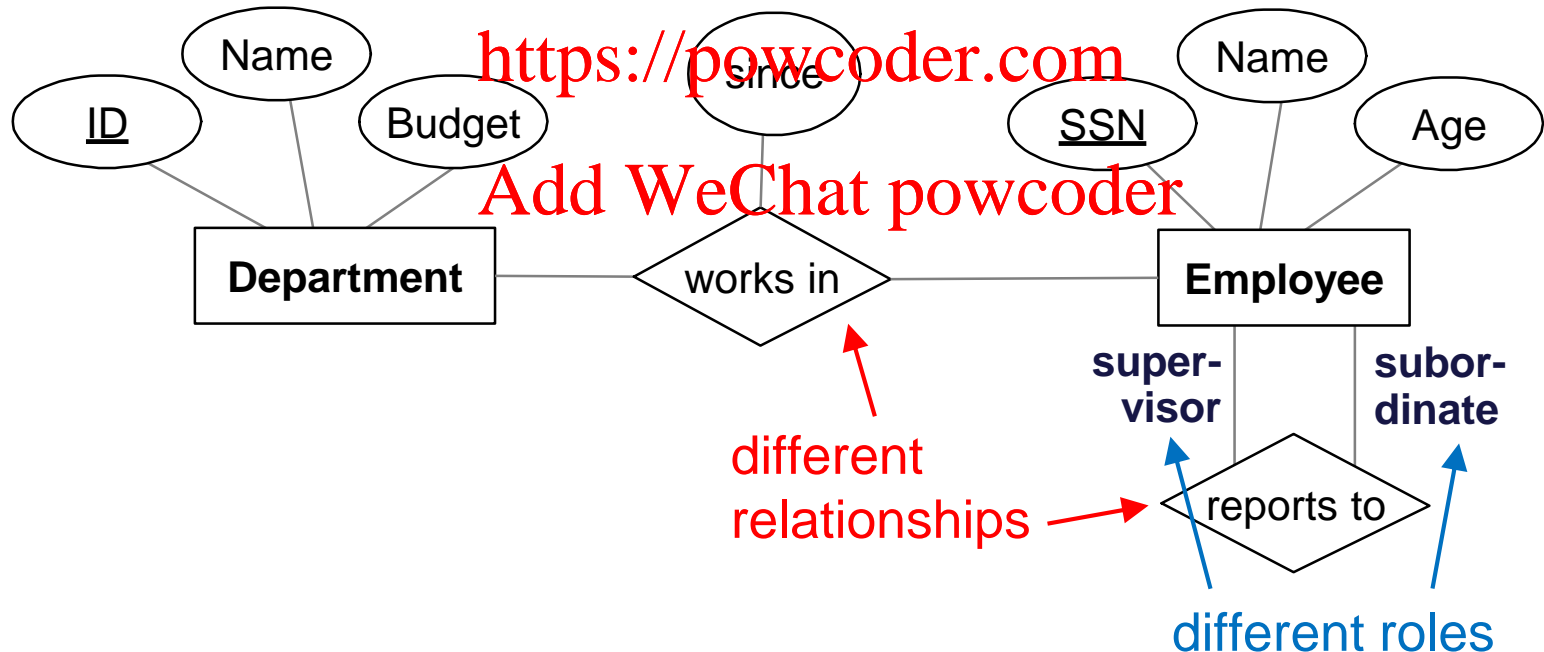 Name
https://powcoder.com
since
Name
ID
Budget
SSN
Age
Add WeChat powcoder
Department
works in
Employee
super-
visor
subor-
dinate
different
relationships
reports to
different roles